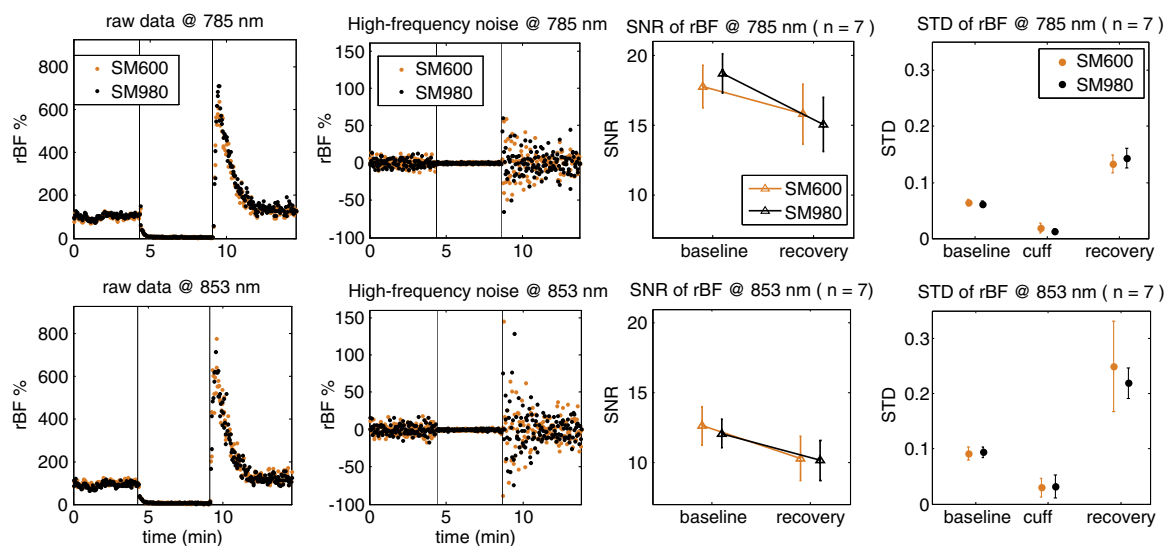 raw data @ 785 nm
rBF %
800
600
400
200
0
SM600
SM980
0
5
10
High-frequency noise @ 785 nm
rBF %
150
100
50
0
-50
-100
SM600
SM980
0
5
10
SNR of rBF @ 785 nm ( n = 7)
SNR
20
15
10
SM600
SM980
baseline
recovery
STD of rBF @ 785 nm ( n = 7)
STD
0.3
0.2
0.1
0
SM600
SM980
baseline
cuff
recovery
raw data @ 853 nm
rBF %
800
600
400
200
0
0
5
10
time (min)
High-frequency noise @ 853 nm
rBF %
150
100
50
0
-50
-100
0
5
10
time (min)
SNR of rBF @ 853 nm ( n = 7)
SNR
20
15
10
baseline
recovery
STD of rBF @ 853 nm ( n = 7)
STD
0.3
0.2
0.1
0
baseline
cuff
recovery